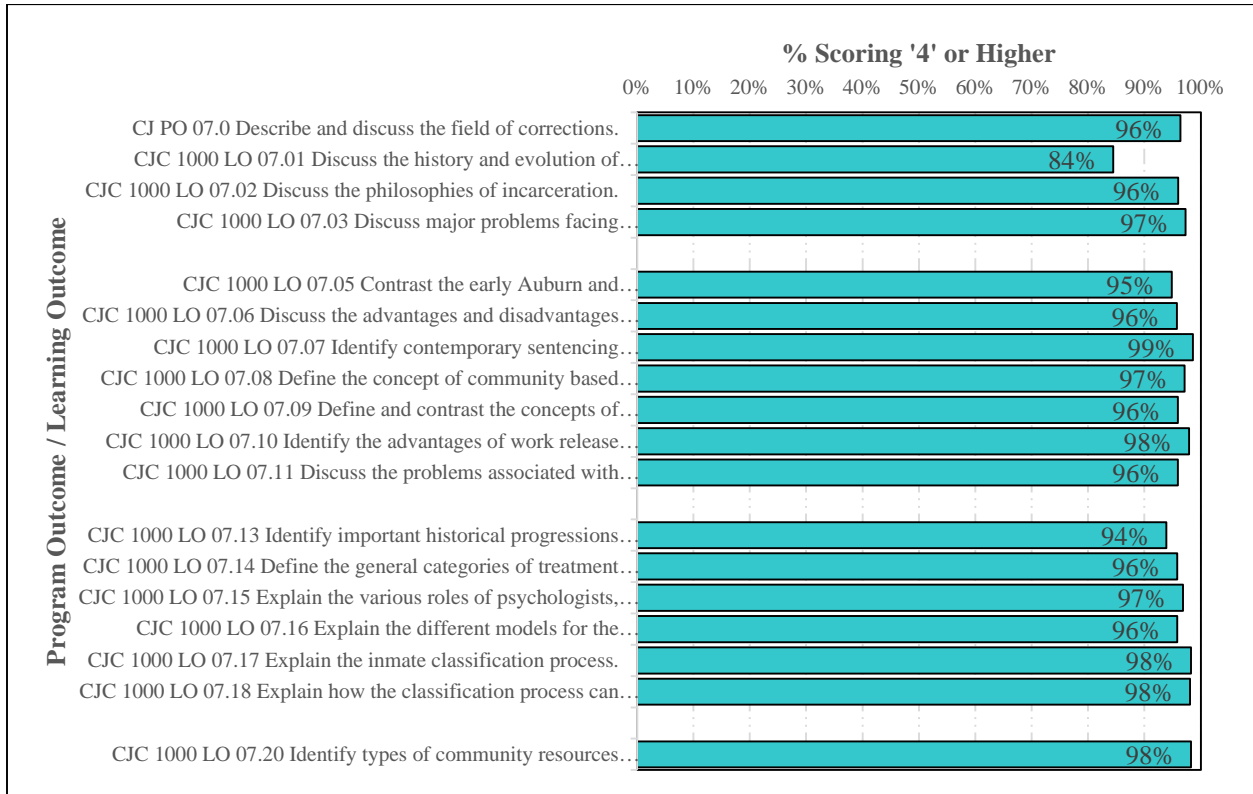 % Scoring '4' or Higher
0% 10% 20% 30% 40% 50% 60% 70% 80% 90% 100%
Program Outcome / Learning Outcome
CJ PO 07.0 Describe and discuss the field of corrections. 96%
CJC 1000 LO 07.01 Discuss the history and evolution of… 84%
CJC 1000 LO 07.02 Discuss the philosophies of incarceration. 96%
CJC 1000 LO 07.03 Discuss major problems facing… 97%
CJC 1000 LO 07.05 Contrast the early Auburn and… 95%
CJC 1000 LO 07.06 Discuss the advantages and disadvantages… 96%
CJC 1000 LO 07.07 Identify contemporary sentencing… 99%
CJC 1000 LO 07.08 Define the concept of community based… 97%
CJC 1000 LO 07.09 Define and contrast the concepts of… 96%
CJC 1000 LO 07.10 Identify the advantages of work release… 98%
CJC 1000 LO 07.11 Discuss the problems associated with… 96%
CJC 1000 LO 07.13 Identify important historical progressions… 94%
CJC 1000 LO 07.14 Define the general categories of treatment… 96%
CJC 1000 LO 07.15 Explain the various roles of psychologists,… 97%
CJC 1000 LO 07.16 Explain the different models for the… 96%
CJC 1000 LO 07.17 Explain the inmate classification process. 98%
CJC 1000 LO 07.18 Explain how the classification process can… 98%
CJC 1000 LO 07.20 Identify types of community resources… 98%